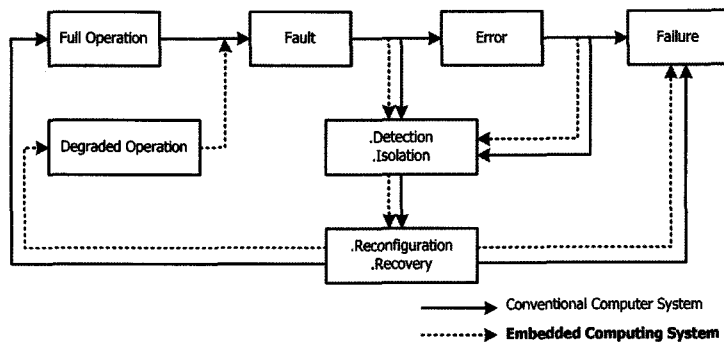 Full Operation
Fault
Error
Failure
Degraded Operation
.Detection
.Isolation
.Reconfiguration
.Recovery
Conventional Computer System
Embedded Computing System